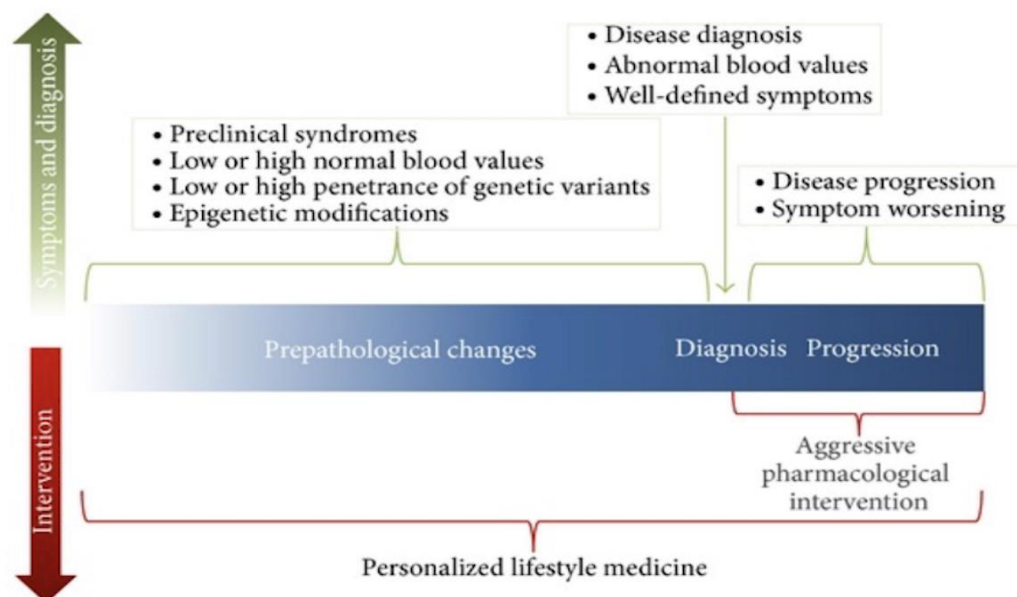 Symptoms and diagnosis
• Disease diagnosis
• Abnormal blood values
• Well-defined symptoms
• Preclinical syndromes
• Low or high normal blood values
• Low or high penetrance of genetic variants
• Epigenetic modifications
• Disease progression
• Symptom worsening
Prepathological changes
Diagnosis
Progression
Intervention
Aggressive
pharmacological
intervention
Personalized lifestyle medicine